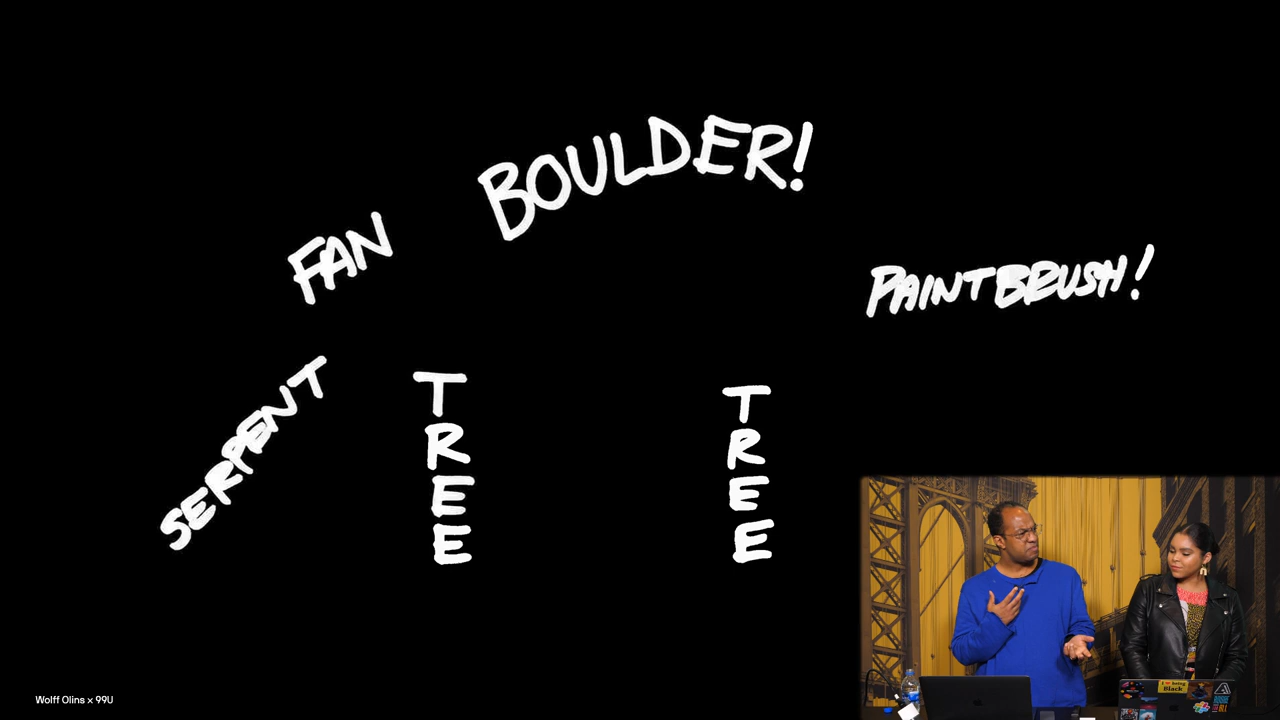 BOULDER!
FAN
PAINTBRUSH!
SERPENT
TREE
TREE
Wolff Olins × 99U